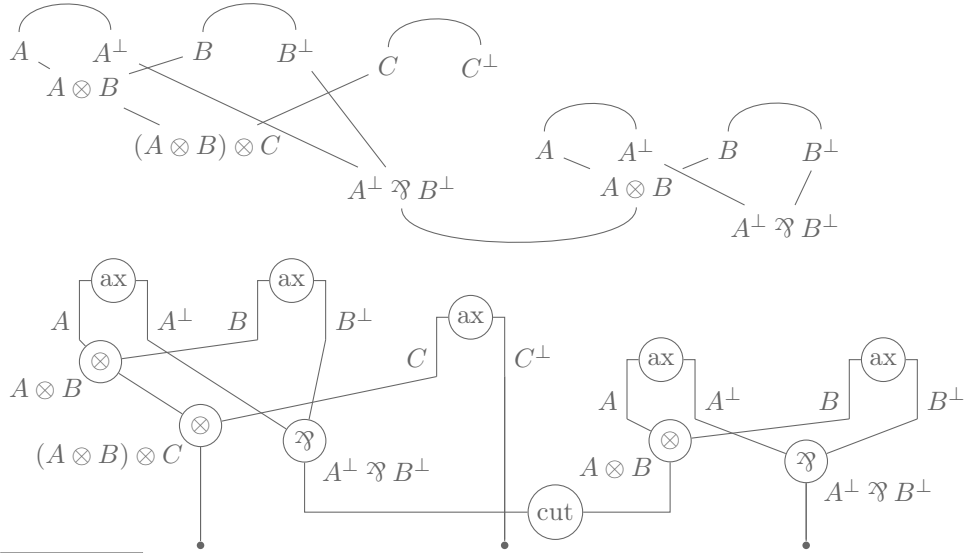 A A⊥ B B⊥ C C⊥
A ⊗ B
(A ⊗ B) ⊗ C
A⊥ ⅋ B⊥
A A⊥ B B⊥
A ⊗ B
A⊥ ⅋ B⊥
ax ax ax
A A⊥ B B⊥ C C⊥
⊗
A ⊗ B
⊗ ⅋
(A ⊗ B) ⊗ C
A⊥ ⅋ B⊥
ax ax
A A⊥ B B⊥
⊗ ⅋
A ⊗ B
A⊥ ⅋ B⊥
cut